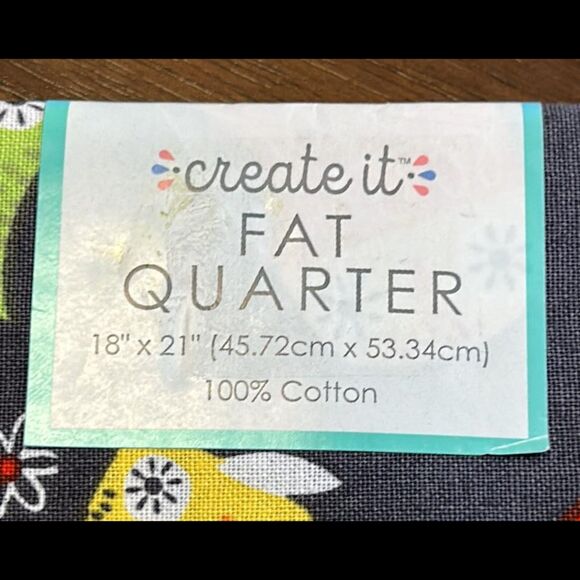 create it™
FAT
QUARTER
18" x 21" (45.72cm x 53.34cm)
100% Cotton